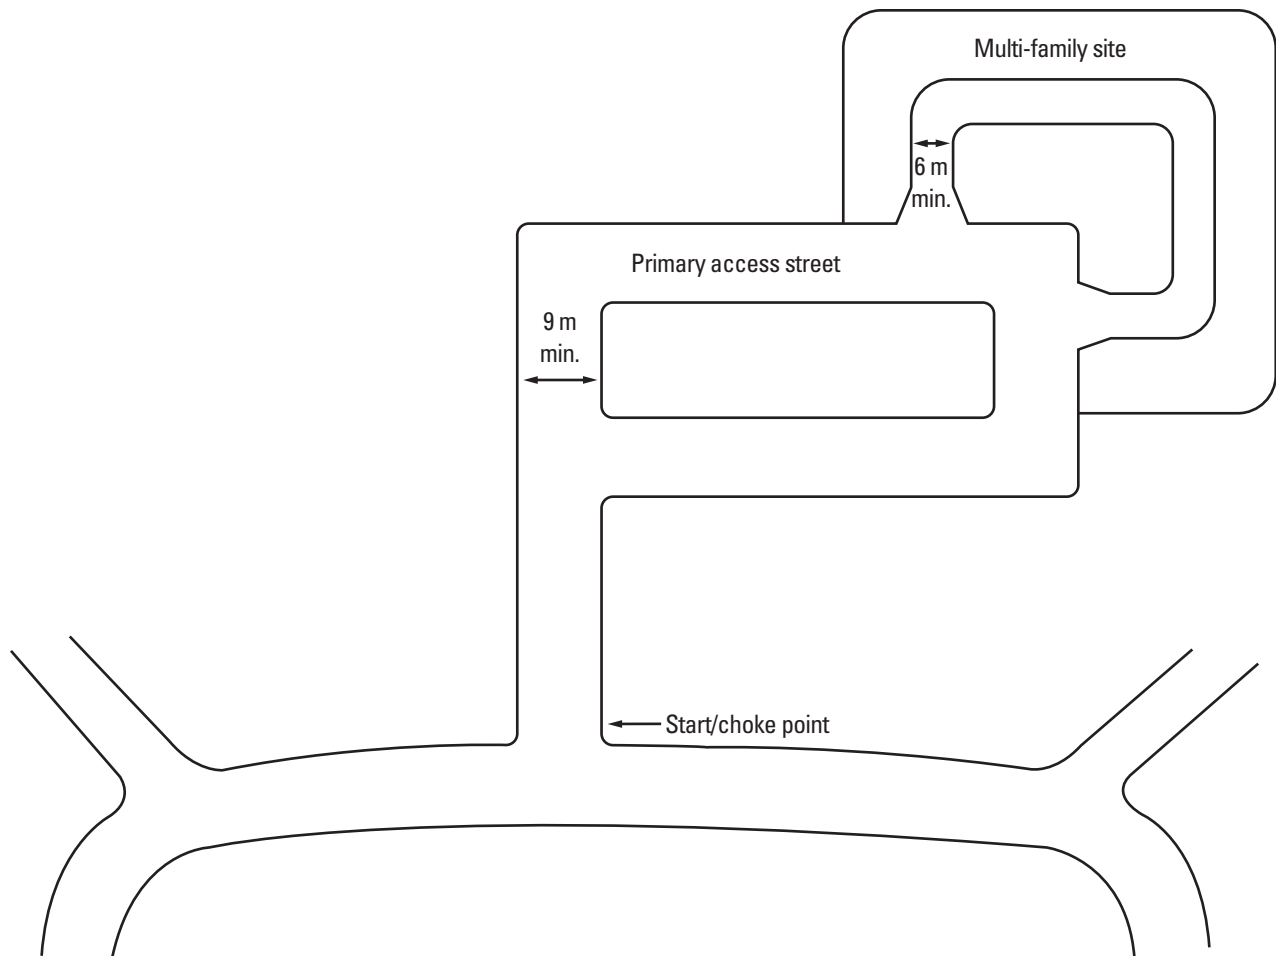 Multi-family site
6 m
min.
Primary access street
9 m
min.
Start/choke point